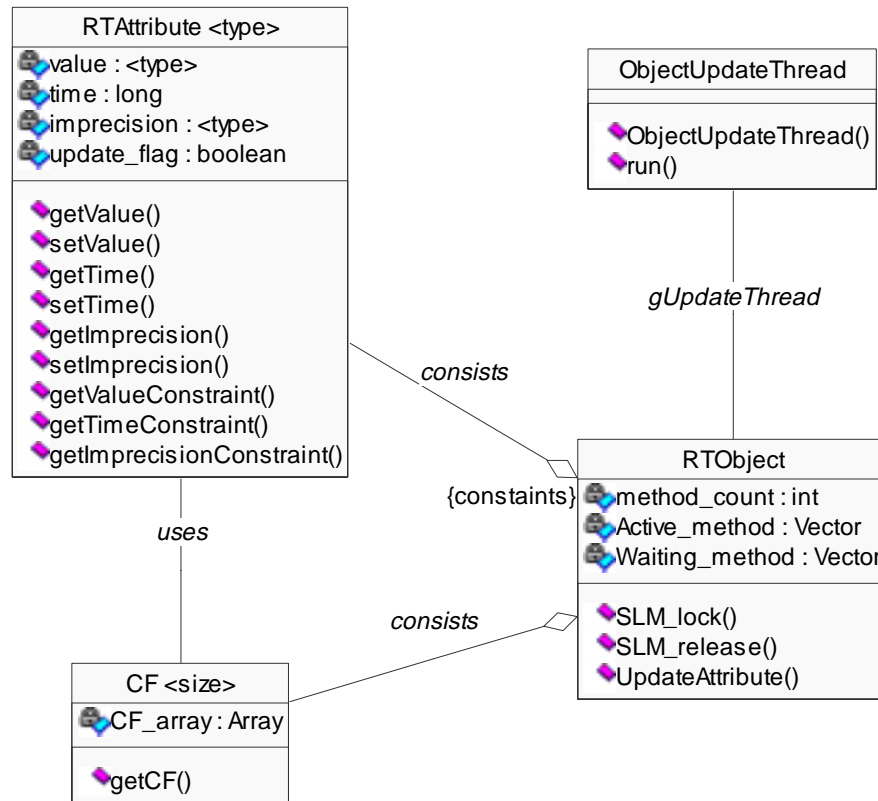 RTAttribute <type>
value : <type>
time : long
imprecision : <type>
update_flag : boolean
getValue()
setValue()
getTime()
setTime()
getImprecision()
setImprecision()
getValueConstraint()
getTimeConstraint()
getImprecisionConstraint()
ObjectUpdateThread
ObjectUpdateThread()
run()
gUpdateThread
consists
{constaints}
RTObject
method_count : int
Active_method : Vector
Waiting_method : Vector
SLM_lock()
SLM_release()
UpdateAttribute()
uses
consists
CF <size>
CF_array : Array
getCF()